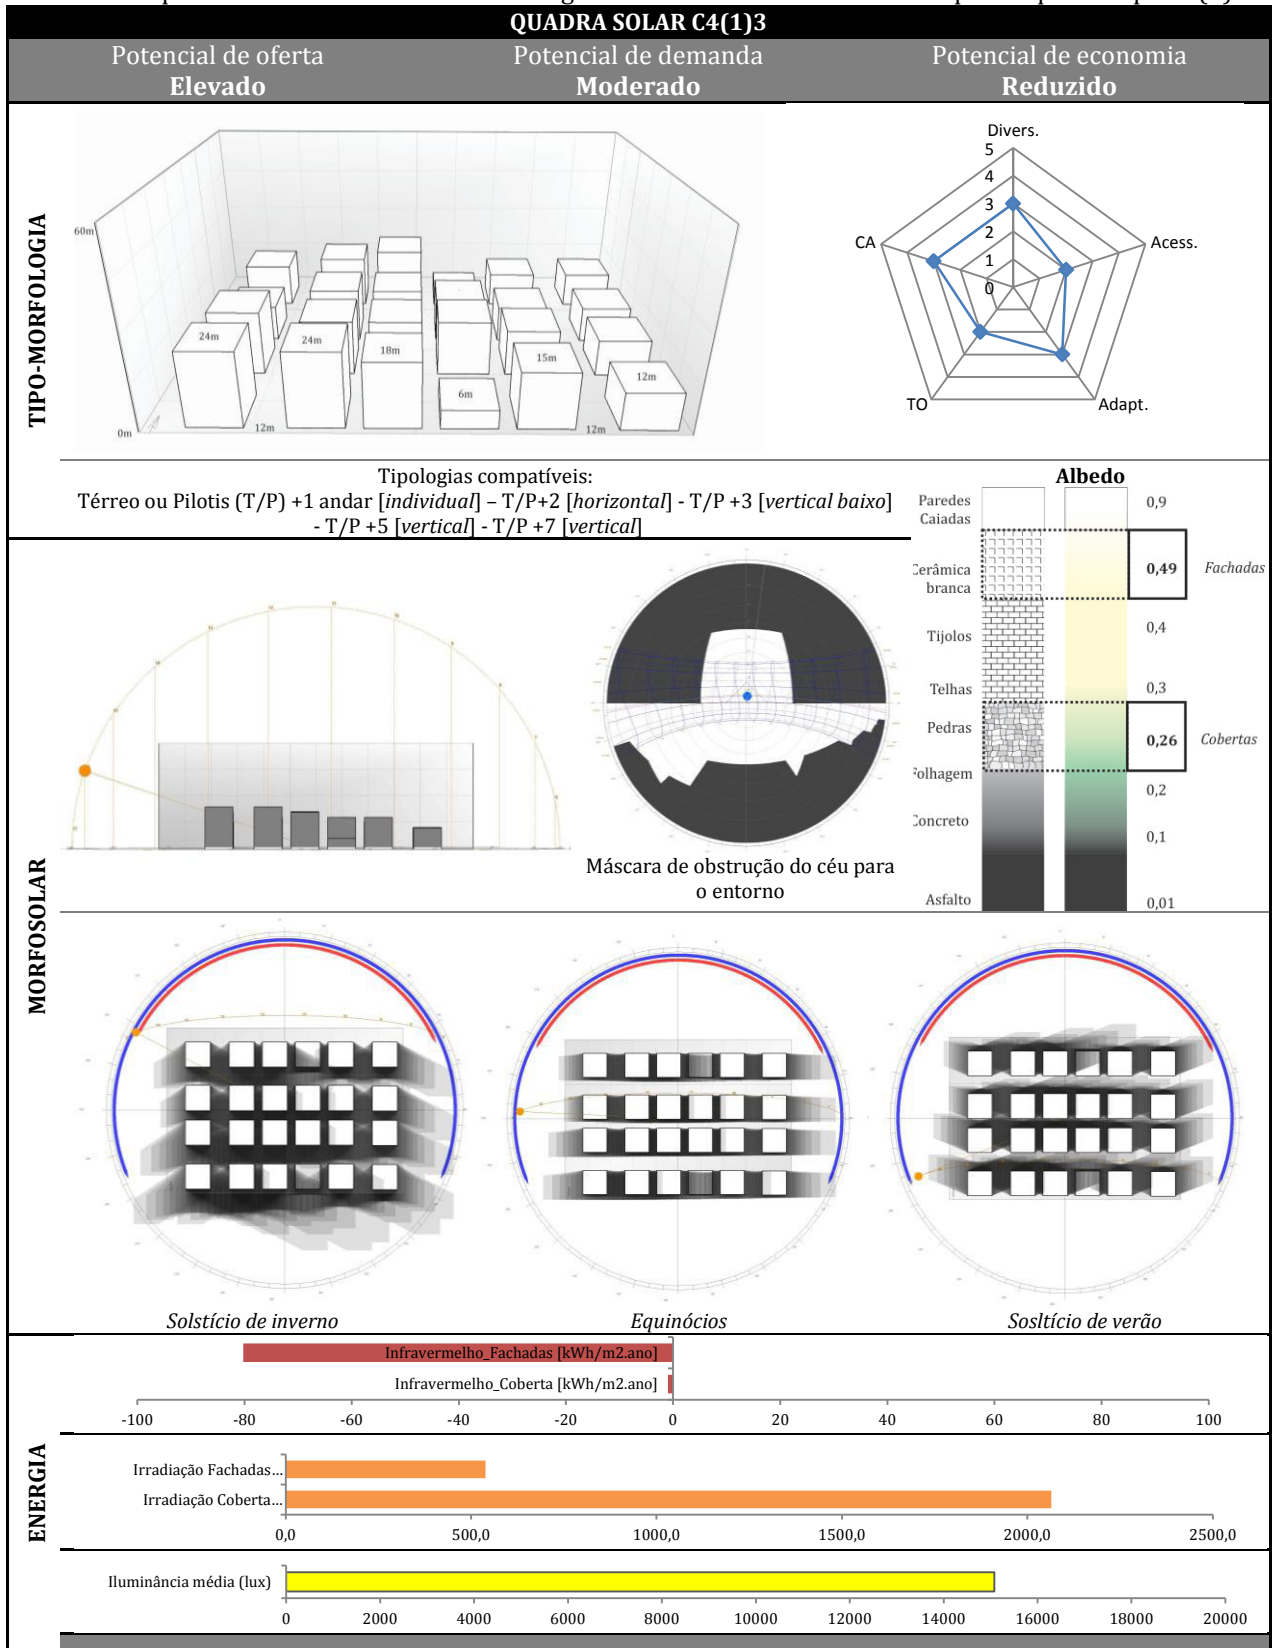 QUADRA SOLAR C4(1)3
Potencial de oferta
Elevado
Potencial de demanda
Moderado
Potencial de economia
Reduzido
TIPO-MORFOLOGIA
60m
24m
24m
18m
6m
15m
12m
0m
12m
12m
Divers.
5
4
3
2
1
0
CA
Acess.
TO
Adapt.
Tipologias compatíveis:
Térreo ou Pilotis (T/P) +1 andar [individual] – T/P+2 [horizontal] - T/P +3 [vertical baixo]
- T/P +5 [vertical] - T/P +7 [vertical]
Albedo
Paredes
Caiadas
0,9
Cerâmica
branca
0,49
Fachadas
Tijolos
0,4
Telhas
0,3
Pedras
0,26
Cobertas
Folhagem
0,2
Concreto
0,1
Asfalto
0,01
MORFOSOLAR
Máscara de obstrução do céu para
o entorno
Solstício de inverno
Equinócios
Sosltício de verão
ENERGIA
Infravermelho_Fachadas [kWh/m2.ano]
Infravermelho_Coberta [kWh/m2.ano]
-100 -80 -60 -40 -20 0 20 40 60 80 100
Irradiação Fachadas...
Irradiação Coberta...
0,0 500,0 1000,0 1500,0 2000,0 2500,0
Iluminância média (lux)
0 2000 4000 6000 8000 10000 12000 14000 16000 18000 20000